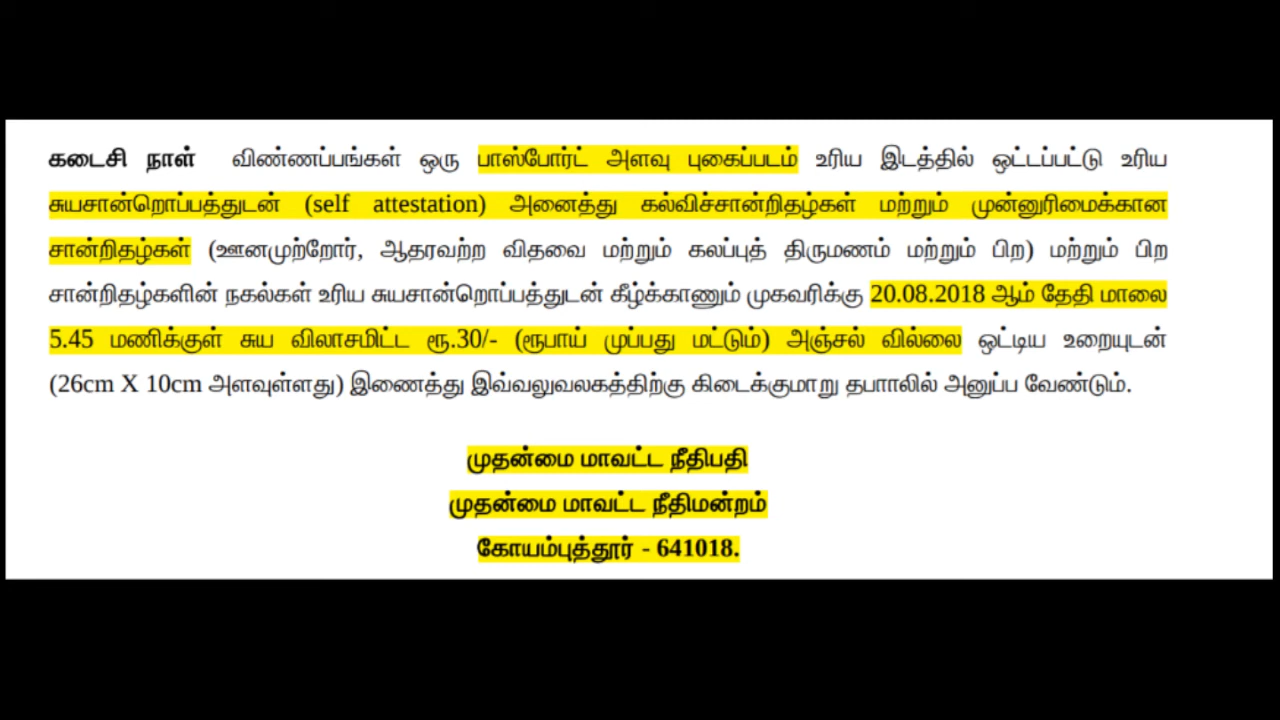 கடைசி நாள் விண்ணப்பங்கள் ஒரு பாஸ்போர்ட் அளவு புகைப்படம் உரிய இடத்தில் ஒட்டப்பட்டு உரிய
சுயசான்றொப்பத்துடன் (self attestation) அனைத்து கல்விச்சான்றிதழ்கள் மற்றும் முன்னுரிமைக்கான
சான்றிதழ்கள் (ஊனமுற்றோர், ஆதரவற்ற விதவை மற்றும் கலப்புத் திருமணம் மற்றும் பிற) மற்றும் பிற
சான்றிதழ்களின் நகல்கள் உரிய சுயசான்றொப்பத்துடன் கீழ்க்காணும் முகவரிக்கு 20.08.2018 ஆம் தேதி மாலை
5.45 மணிக்குள் சுய விலாசமிட்ட ரூ.30/- (ரூபாய் முப்பது மட்டும்) அஞ்சல் வில்லை ஒட்டிய உறையுடன்
(26cm X 10cm அளவுள்ளது) இணைத்து இவ்வலுவலகத்திற்கு கிடைக்குமாறு தபாாலில் அனுப்ப வேண்டும்.
முதன்மை மாவட்ட நீதிபதி
முதன்மை மாவட்ட நீதிமன்றம்
கோயம்புத்தூர் - 641018.